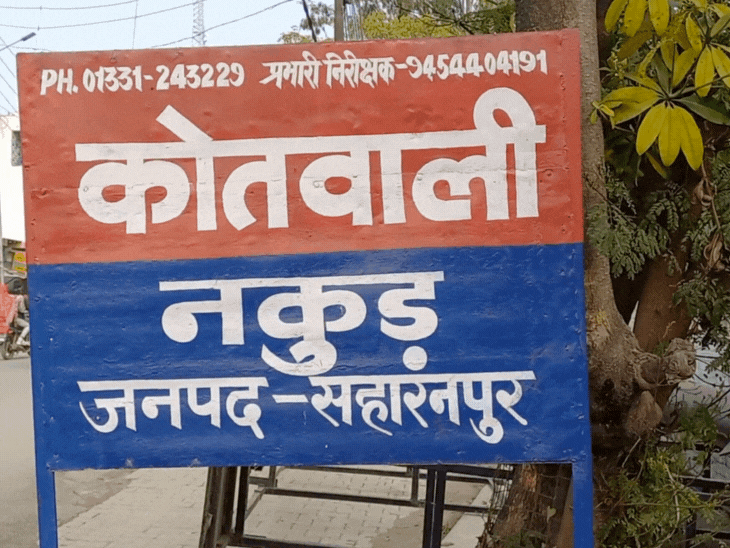 PH. 01331-243229 प्रभारी निरीक्षक-9454404191
कोतवाली
नकुड़
जनपद-सहारनपुर